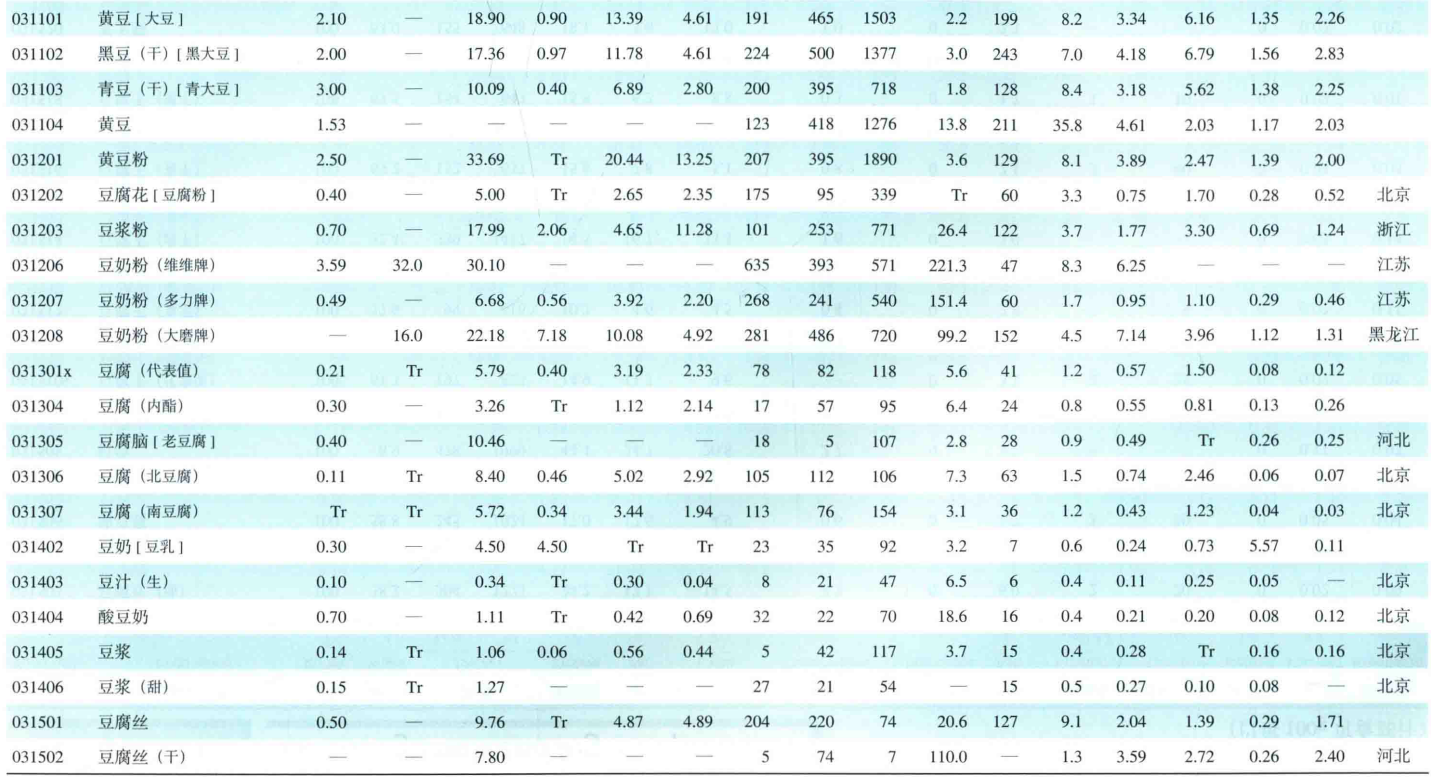 031101 黄豆 [ 大豆 ] 2.10 — 18.90 0.90 13.39 4.61 191 465 1503 2.2 199 8.2 3.34 6.16 1.35 2.26
031102 黑豆（干）[ 黑大豆 ] 2.00 — 17.36 0.97 11.78 4.61 224 500 1377 3.0 243 7.0 4.18 6.79 1.56 2.83
031103 青豆（干）[ 青大豆 ] 3.00 — 10.09 0.40 6.89 2.80 200 395 718 1.8 128 8.4 3.18 5.62 1.38 2.25
031104 黄豆 1.53 — — — — — 123 418 1276 13.8 211 35.8 4.61 2.03 1.17 2.03
031201 黄豆粉 2.50 — 33.69 Tr 20.44 13.25 207 395 1890 3.6 129 8.1 3.89 2.47 1.39 2.00
031202 豆腐花 [ 豆腐粉 ] 0.40 — 5.00 Tr 2.65 2.35 175 95 339 Tr 60 3.3 0.75 1.70 0.28 0.52 北京
031203 豆浆粉 0.70 — 17.99 2.06 4.65 11.28 101 253 771 26.4 122 3.7 1.77 3.30 0.69 1.24 浙江
031206 豆奶粉（维维牌） 3.59 32.0 30.10 — — — 635 393 571 221.3 47 8.3 6.25 — — — 江苏
031207 豆奶粉（多力牌） 0.49 — 6.68 0.56 3.92 2.20 268 241 540 151.4 60 1.7 0.95 1.10 0.29 0.46 江苏
031208 豆奶粉（大磨牌） — 16.0 22.18 7.18 10.08 4.92 281 486 720 99.2 152 4.5 7.14 3.96 1.12 1.31 黑龙江
031301x 豆腐（代表值） 0.21 Tr 5.79 0.40 3.19 2.33 78 82 118 5.6 41 1.2 0.57 1.50 0.08 0.12
031304 豆腐（内酯） 0.30 — 3.26 Tr 1.12 2.14 17 57 95 6.4 24 0.8 0.55 0.81 0.13 0.26
031305 豆腐脑 [ 老豆腐 ] 0.40 — 10.46 — — — 18 5 107 2.8 28 0.9 0.49 Tr 0.26 0.25 河北
031306 豆腐（北豆腐） 0.11 Tr 8.40 0.46 5.02 2.92 105 112 106 7.3 63 1.5 0.74 2.46 0.06 0.07 北京
031307 豆腐（南豆腐） Tr Tr 5.72 0.34 3.44 1.94 113 76 154 3.1 36 1.2 0.43 1.23 0.04 0.03 北京
031402 豆奶 [ 豆乳 ] 0.30 — 4.50 4.50 Tr Tr 23 35 92 3.2 7 0.6 0.24 0.73 5.57 0.11
031403 豆汁（生） 0.10 — 0.34 Tr 0.30 0.04 8 21 47 6.5 6 0.4 0.11 0.25 0.05 — 北京
031404 酸豆奶 0.70 — 1.11 Tr 0.42 0.69 32 22 70 18.6 16 0.4 0.21 0.20 0.08 0.12 北京
031405 豆浆 0.14 Tr 1.06 0.06 0.56 0.44 5 42 117 3.7 15 0.4 0.28 Tr 0.16 0.16 北京
031406 豆浆（甜） 0.15 Tr 1.27 — — — 27 21 54 — 15 0.5 0.27 0.10 0.08 — 北京
031501 豆腐丝 0.50 — 9.76 Tr 4.87 4.89 204 220 74 20.6 127 9.1 2.04 1.39 0.29 1.71
031502 豆腐丝（干） — — 7.80 — — — 5 74 7 110.0 — 1.3 3.59 2.72 0.26 2.40 河北